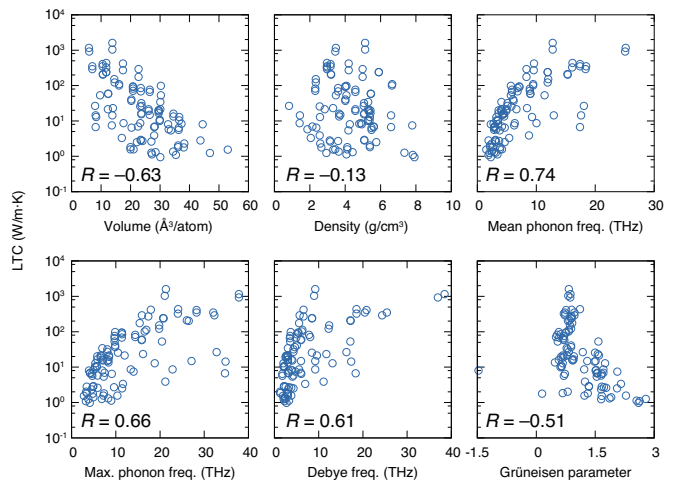 LTC (W/m·K)
10⁴
10³
10²
10¹
10⁰
10⁻¹
R = –0.63
0 10 20 30 40 50 60
Volume (Å³/atom)
R = –0.13
0 2 4 6 8 10
Density (g/cm³)
R = 0.74
0 10 20 30
Mean phonon freq. (THz)
10⁴
10³
10²
10¹
10⁰
10⁻¹
R = 0.66
0 10 20 30 40
Max. phonon freq. (THz)
R = 0.61
0 10 20 30 40
Debye freq. (THz)
R = –0.51
-1.5 0 1.5 3
Grüneisen parameter